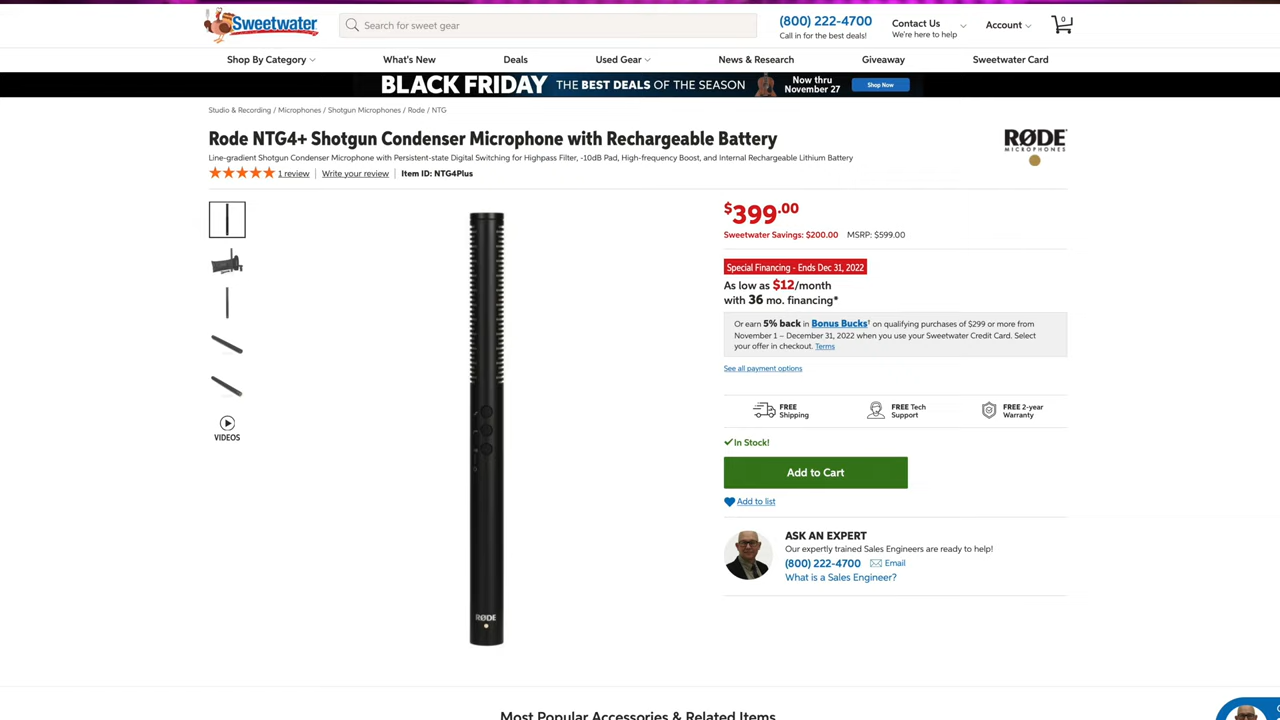 Sweetwater
Search for sweet gear
(800) 222-4700
Call in for the best deals!
Contact Us
We're here to help
Account
0
Shop By Category
What's New
Deals
Used Gear
News & Research
Giveaway
Sweetwater Card
BLACK FRIDAY THE BEST DEALS OF THE SEASON
Now thru
November 27
Shop Now
Studio & Recording / Microphones / Shotgun Microphones / Rode / NTG
Rode NTG4+ Shotgun Condenser Microphone with Rechargeable Battery
Line-gradient Shotgun Condenser Microphone with Persistent-state Digital Switching for Highpass Filter, -10dB Pad, High-frequency Boost, and Internal Rechargeable Lithium Battery
1 review
Write your review
Item ID: NTG4Plus
RØDE
MICROPHONES
VIDEOS
RØDE
$399.00
Sweetwater Savings: $200.00 MSRP: $599.00
Special Financing - Ends Dec 31, 2022
As low as $12/month
with 36 mo. financing*
Or earn 5% back in Bonus Bucks† on qualifying purchases of $299 or more from
November 1 – December 31, 2022 when you use your Sweetwater Credit Card. Select
your offer in checkout. Terms
See all payment options
FREE
Shipping
FREE Tech
Support
FREE 2-year
Warranty
In Stock!
Add to Cart
Add to list
ASK AN EXPERT
Our expertly trained Sales Engineers are ready to help!
(800) 222-4700
Email
What is a Sales Engineer?
Most Popular Accessories & Related Items